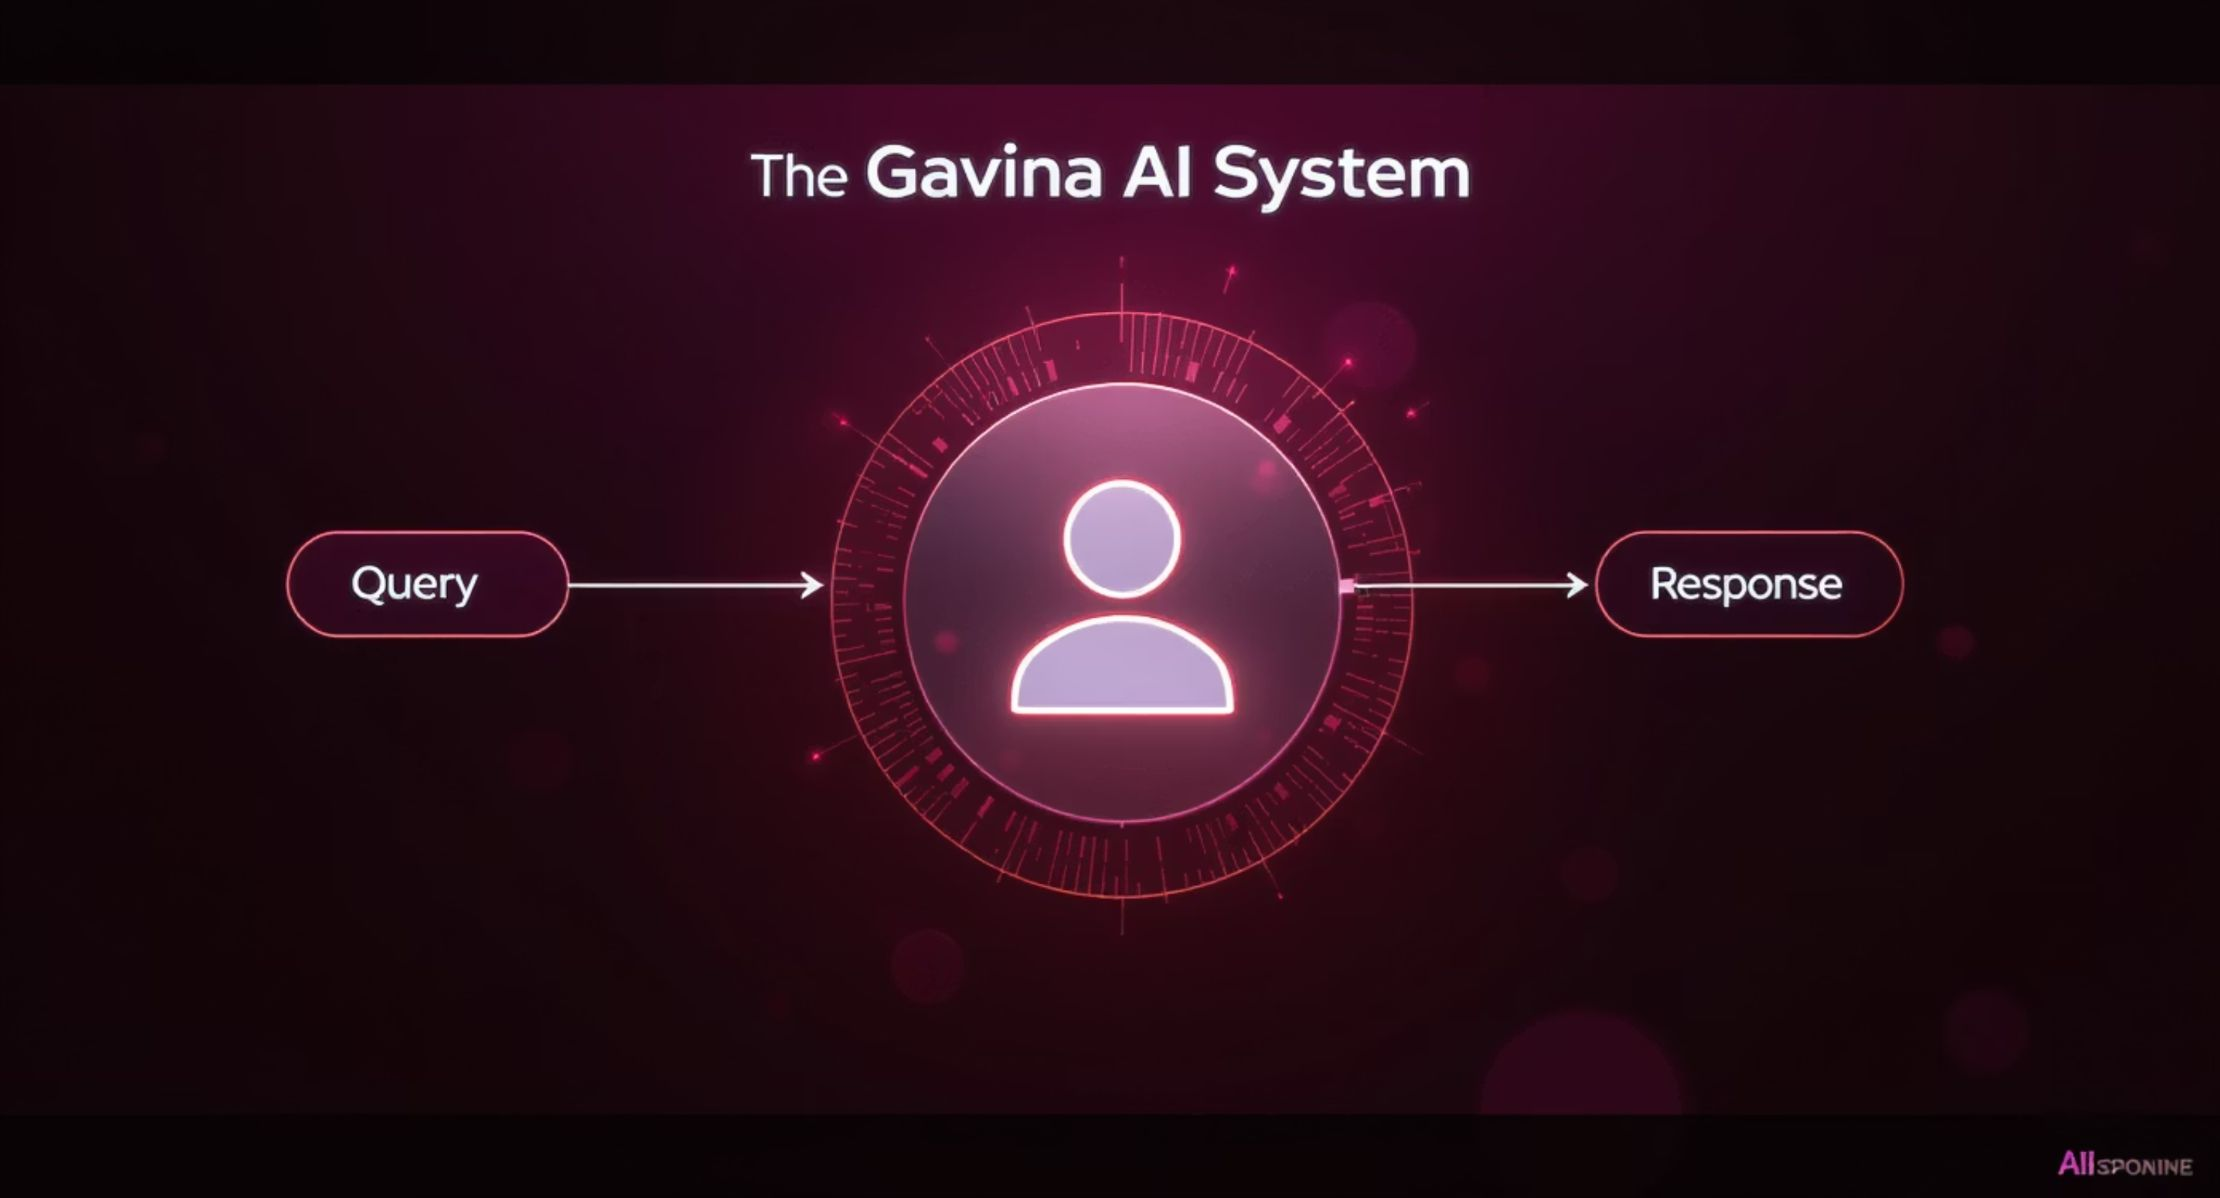 The Gavina AI System
Query
Response
AllSPONINE